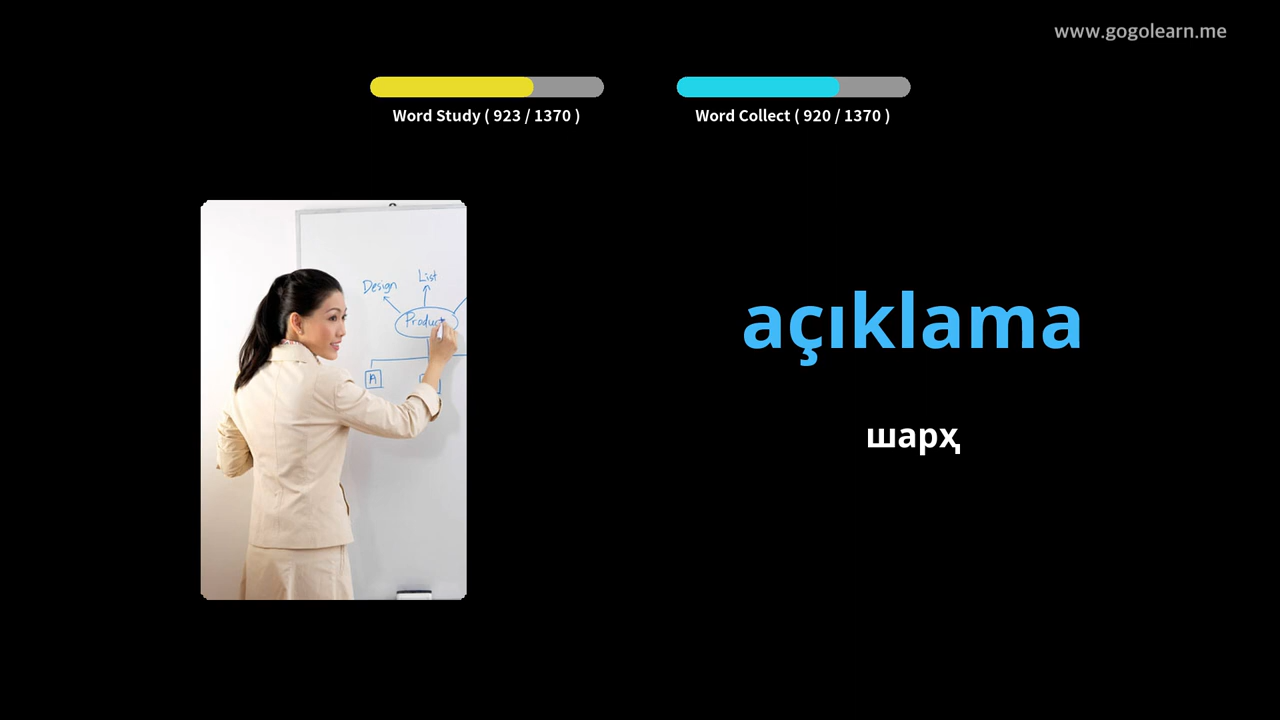 www.gogolearn.me
Word Study ( 923 / 1370 )
Word Collect ( 920 / 1370 )
List
Design
Product
A
açıklama
шарҳ